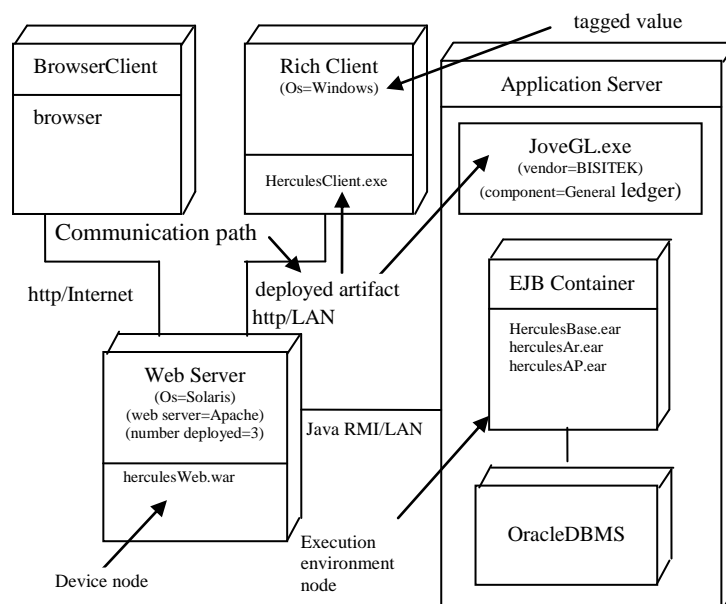 tagged value
BrowserClient
browser
Rich Client
(Os=Windows)
HerculesClient.exe
Application Server
JoveGL.exe
(vendor=BISITEK)
(component=General ledger)
Communication path
deployed artifact
http/Internet
http/LAN
EJB Container
HerculesBase.ear
herculesAr.ear
herculesAP.ear
Web Server
(Os=Solaris)
(web server=Apache)
(number deployed=3)
herculesWeb.war
Java RMI/LAN
OracleDBMS
Execution
environment
node
Device node